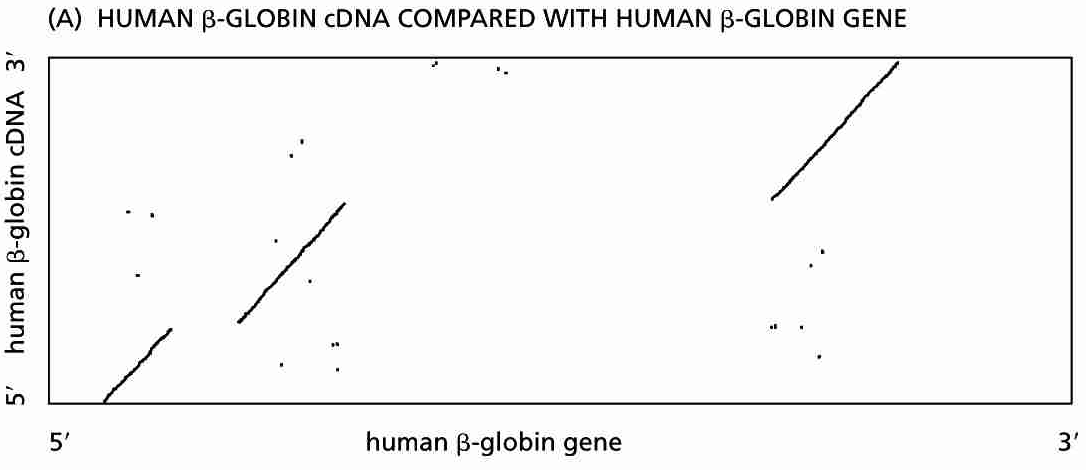 (A) HUMAN β-GLOBIN cDNA COMPARED WITH HUMAN β-GLOBIN GENE
3′
human β-globin cDNA
5′
5′ human β-globin gene 3′